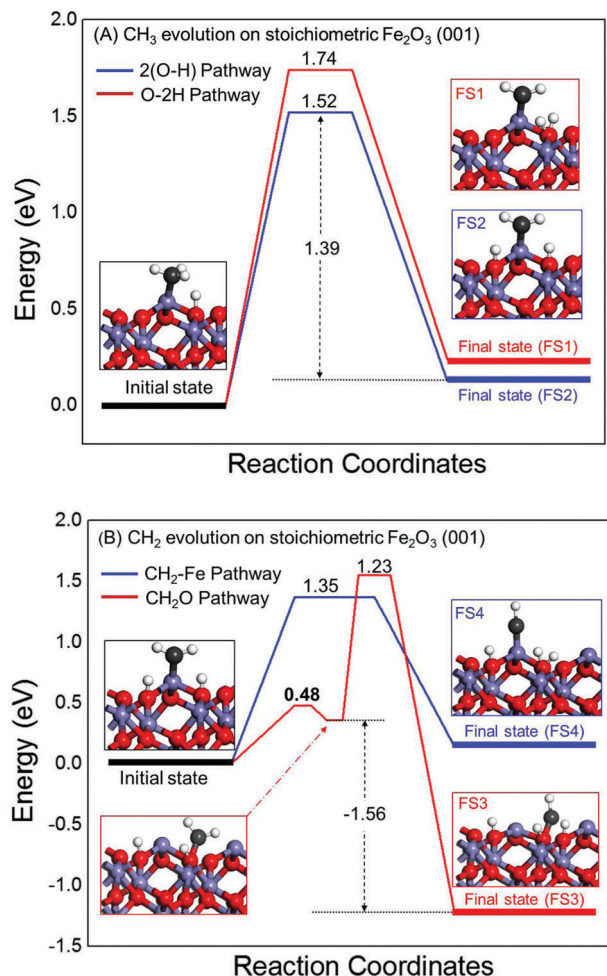 (A) CH₃ evolution on stoichiometric Fe₂O₃ (001)
2(O-H) Pathway
O-2H Pathway
1.74
1.52
1.39
FS1
FS2
Initial state
Final state (FS1)
Final state (FS2)
2.0
1.5
1.0
0.5
0.0
Energy (eV)
Reaction Coordinates
(B) CH₂ evolution on stoichiometric Fe₂O₃ (001)
CH₂-Fe Pathway
CH₂O Pathway
1.23
1.35
0.48
-1.56
FS4
Final state (FS4)
Initial state
FS3
Final state (FS3)
2.0
1.5
1.0
0.5
0.0
-0.5
-1.0
-1.5
Energy (eV)
Reaction Coordinates